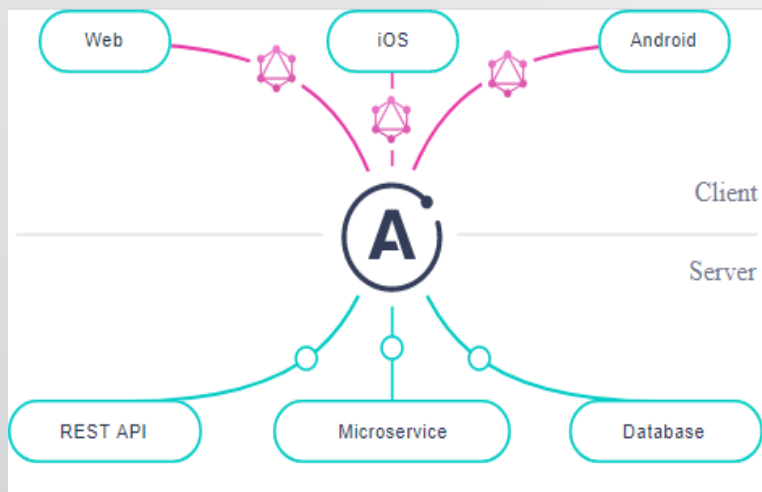 Web
iOS
Android
Client
A
Server
REST API
Microservice
Database